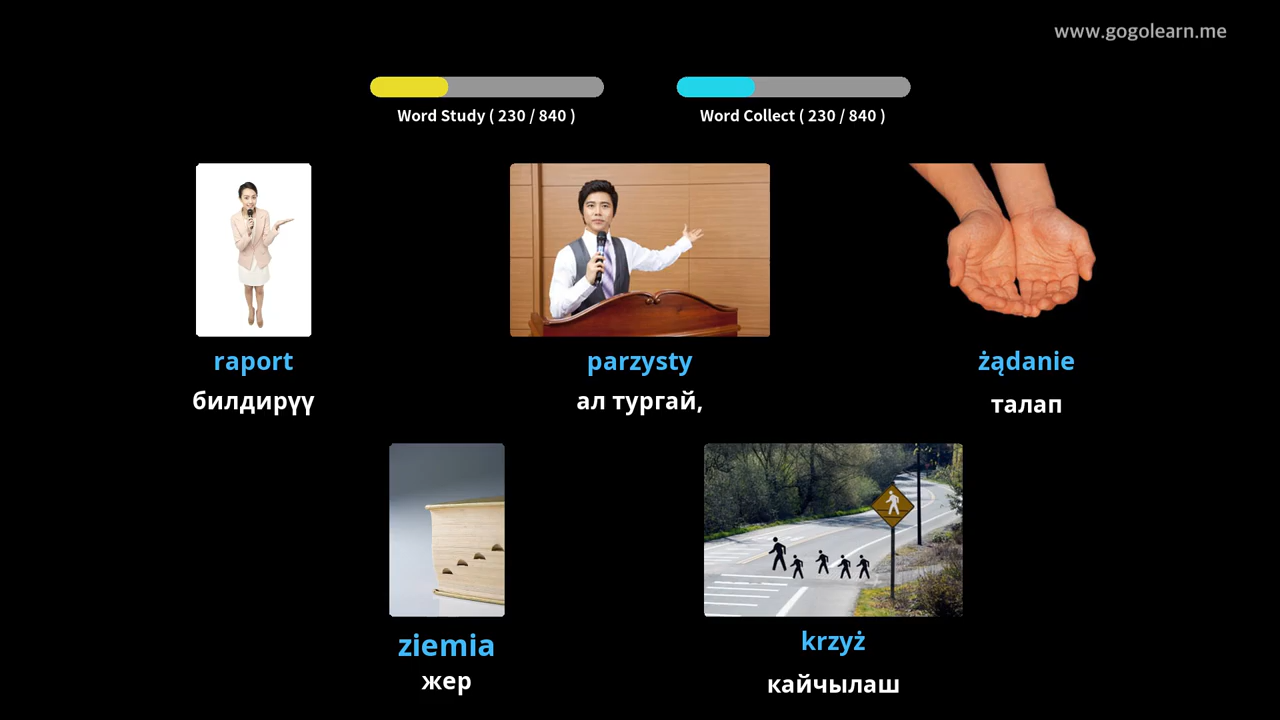 www.gogolearn.me
Word Study ( 230 / 840 )
Word Collect ( 230 / 840 )
raport
parzysty
żądanie
билдирүү
ал тургай,
талап
ziemia
krzyż
жер
кайчылаш